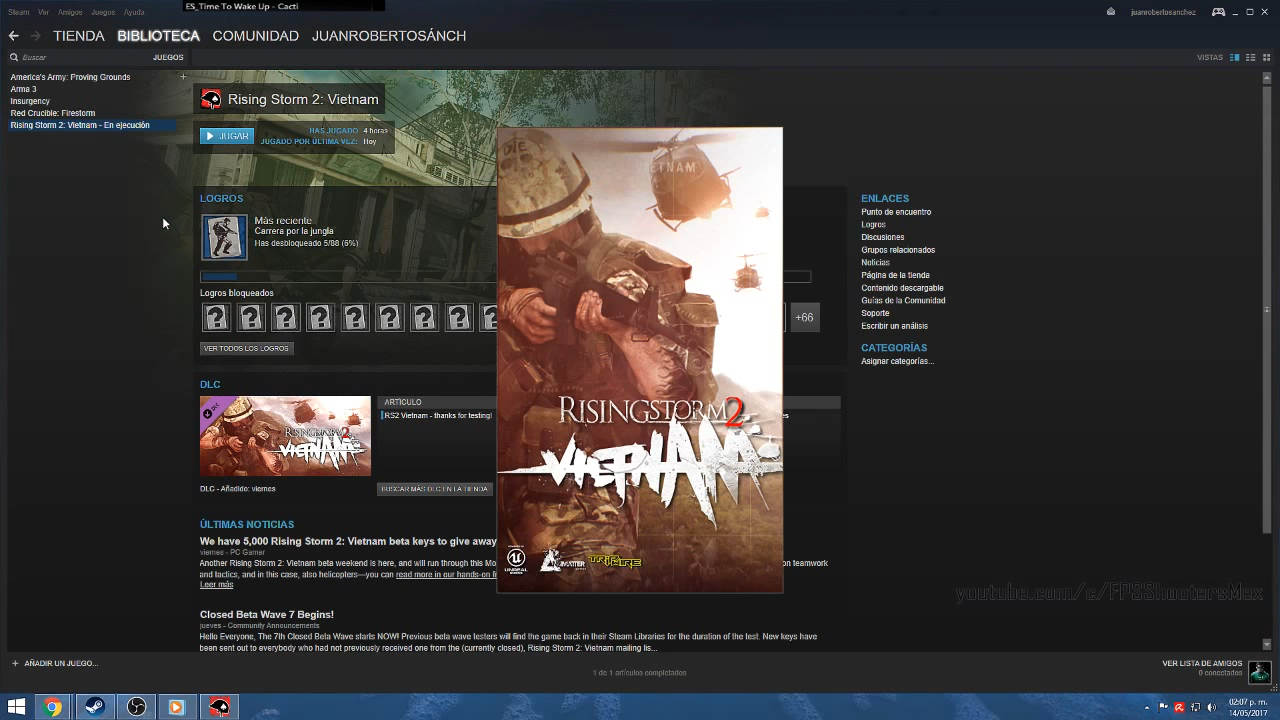 ES_Time To Wake Up - Cacti
Steam Ver Amigos Juegos Ayuda
juanrobertosanchez
TIENDA BIBLIOTECA COMUNIDAD JUANROBERTOSÁNCH
Buscar JUEGOS
VISTAS
America's Army: Proving Grounds
Arma 3
Insurgency
Red Crucible: Firestorm
Rising Storm 2: Vietnam - En ejecución
Rising Storm 2: Vietnam
JUGAR
HAS JUGADO 4 horas
JUGADO POR ÚLTIMA VEZ: Hoy
LOGROS
Más reciente
Carrera por la jungla
Has desbloqueado 5/88 (6%)
Logros bloqueados
+66
VER TODOS LOS LOGROS
DLC
DLC
RISINGSTORM 2
VIETNAM
ARTÍCULO
RS2 Vietnam - thanks for testing!
DLC - Añadido: viernes
BUSCAR MÁS DLC EN LA TIENDA
ÚLTIMAS NOTICIAS
We have 5,000 Rising Storm 2: Vietnam beta keys to give away
viernes - PC Gamer
Another Rising Storm 2: Vietnam beta weekend is here, and will run through this Mo
teamwork
and tactics, and in this case, also helicopters—you can read more in our hands-on
Leer más
Closed Beta Wave 7 Begins!
jueves - Community Announcements
Hello Everyone, The 7th Closed Beta Wave starts NOW! Previous beta wave testers will find the game back in their Steam Libraries for the duration of the test. New keys have
been sent out to everybody who had not previously received one from the (currently closed), Rising Storm 2: Vietnam mailing lis...
VIETNAM
RISINGSTORM 2
VIETNAM
UNREAL
ANTIMATTER
TRIPWIRE
ENLACES
Punto de encuentro
Logros
Discusiones
Grupos relacionados
Noticias
Página de la tienda
Contenido descargable
Guías de la Comunidad
Soporte
Escribir un análisis
CATEGORÍAS
Asignar categorías...
youtube.com/c/FPSShootersMex
+ AÑADIR UN JUEGO...
1 de 1 artículos completados
VER LISTA DE AMIGOS
0 conectados
02:07 p. m.
14/05/2017